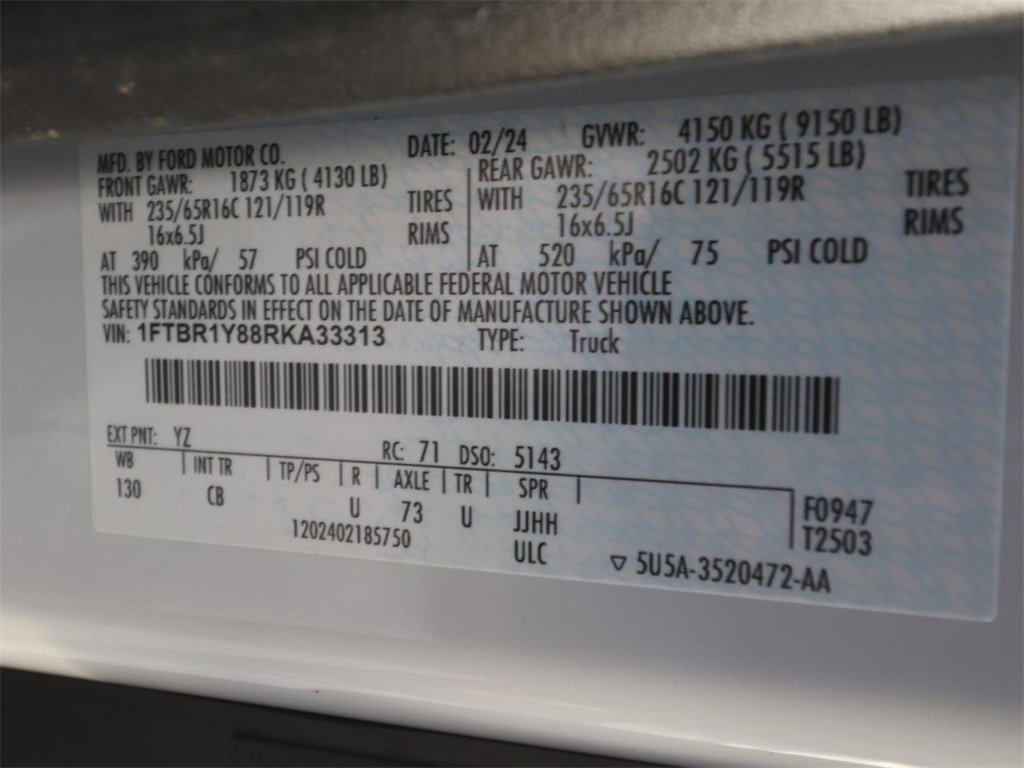 MFD. BY FORD MOTOR CO. DATE: 02/24 GVWR: 4150 KG ( 9150 LB)
FRONT GAWR: 1873 KG ( 4130 LB) REAR GAWR: 2502 KG ( 5515 LB)
WITH 235/65R16C 121/119R TIRES WITH 235/65R16C 121/119R TIRES
16x6.5J RIMS 16x6.5J RIMS
AT 390 kPa/ 57 PSI COLD AT 520 kPa/ 75 PSI COLD
THIS VEHICLE CONFORMS TO ALL APPLICABLE FEDERAL MOTOR VEHICLE
SAFETY STANDARDS IN EFFECT ON THE DATE OF MANUFACTURE SHOWN ABOVE.
VIN: 1FTBR1Y88RKA33313 TYPE: Truck
EXT PNT: YZ RC: 71 DSO: 5143
WB INT TR TP/PS R AXLE TR SPR
130 CB U 73 U JJHH F0947
1202402185750 ULC T2503
5U5A-3520472-AA